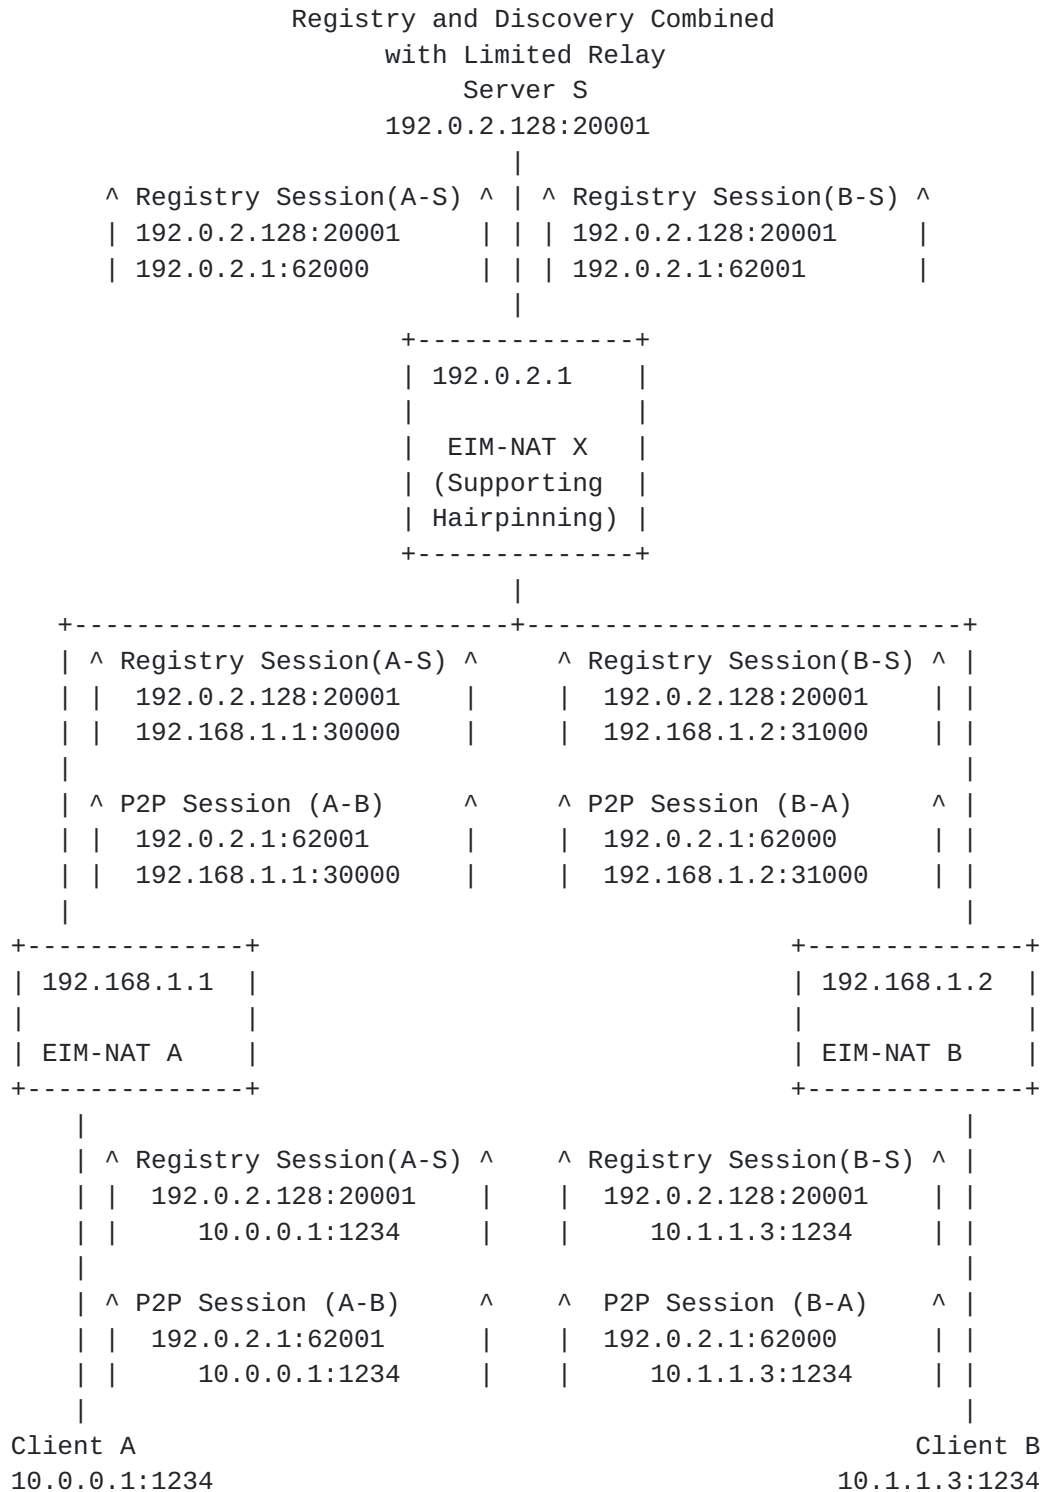 Registry and Discovery Combined
                        with Limited Relay
                             Server S
                        192.0.2.128:20001
                                |
      ^ Registry Session(A-S) ^ | ^ Registry Session(B-S) ^
      | 192.0.2.128:20001     | | | 192.0.2.128:20001     |
      | 192.0.2.1:62000       | | | 192.0.2.1:62001       |
                                |
                         +--------------+
                         | 192.0.2.1    |
                         |              |
                         |  EIM-NAT X   |
                         | (Supporting  |
                         | Hairpinning) |
                         +--------------+
                                |
   +----------------------------+----------------------------+
   | ^ Registry Session(A-S) ^     ^ Registry Session(B-S) ^ |
   | |  192.0.2.128:20001    |     |  192.0.2.128:20001    | |
   | |  192.168.1.1:30000    |     |  192.168.1.2:31000    | |
   |                                                         |
   | ^ P2P Session (A-B)     ^     ^ P2P Session (B-A)     ^ |
   | |  192.0.2.1:62001      |     |  192.0.2.1:62000      | |
   | |  192.168.1.1:30000    |     |  192.168.1.2:31000    | |
   |                                                         |
+--------------+                                  +--------------+
| 192.168.1.1  |                                  | 192.168.1.2  |
|              |                                  |              |
| EIM-NAT A    |                                  | EIM-NAT B    |
+--------------+                                  +--------------+
    |                                                        |
    | ^ Registry Session(A-S) ^    ^ Registry Session(B-S) ^ |
    | |  192.0.2.128:20001    |    |  192.0.2.128:20001    | |
    | |     10.0.0.1:1234     |    |     10.1.1.3:1234     | |
    |                                                        |
    | ^ P2P Session (A-B)     ^    ^  P2P Session (B-A)    ^ |
    | |  192.0.2.1:62001      |    |  192.0.2.1:62000      | |
    | |     10.0.0.1:1234     |    |     10.1.1.3:1234     | |
    |                                                        |
Client A                                                  Client B
10.0.0.1:1234                                        10.1.1.3:1234